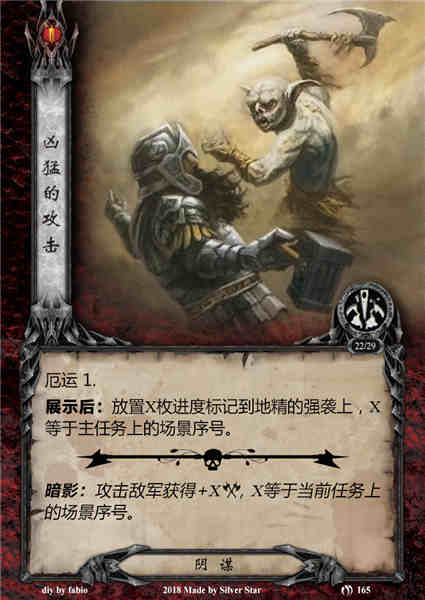 凶猛的攻击
22/29
厄运 1.
展示后：放置X枚进度标记到地精的强袭上，X
等于主任务上的场景序号。
暗影：攻击敌军获得+X，X等于当前任务上
的场景序号。
阴谋
diy by fabio 2018 Made by Silver Star 165